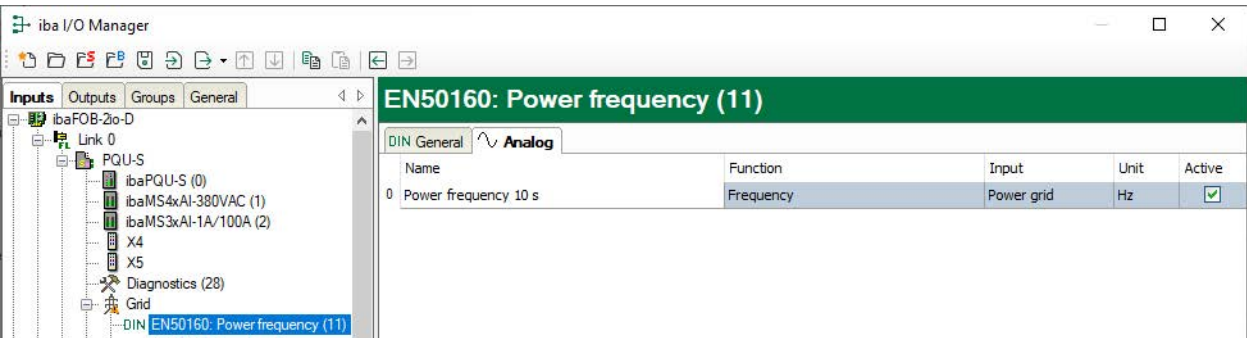 iba I/O Manager
Inputs Outputs Groups General
ibaFOB-2io-D
Link 0
PQU-S
ibaPQU-S (0)
ibaMS4xAI-380VAC (1)
ibaMS3xAI-1A/100A (2)
X4
X5
Diagnostics (28)
Grid
DIN EN50160: Power frequency (11)
EN50160: Power frequency (11)
DIN General Analog
Name Function Input Unit Active
0 Power frequency 10 s Frequency Power grid Hz